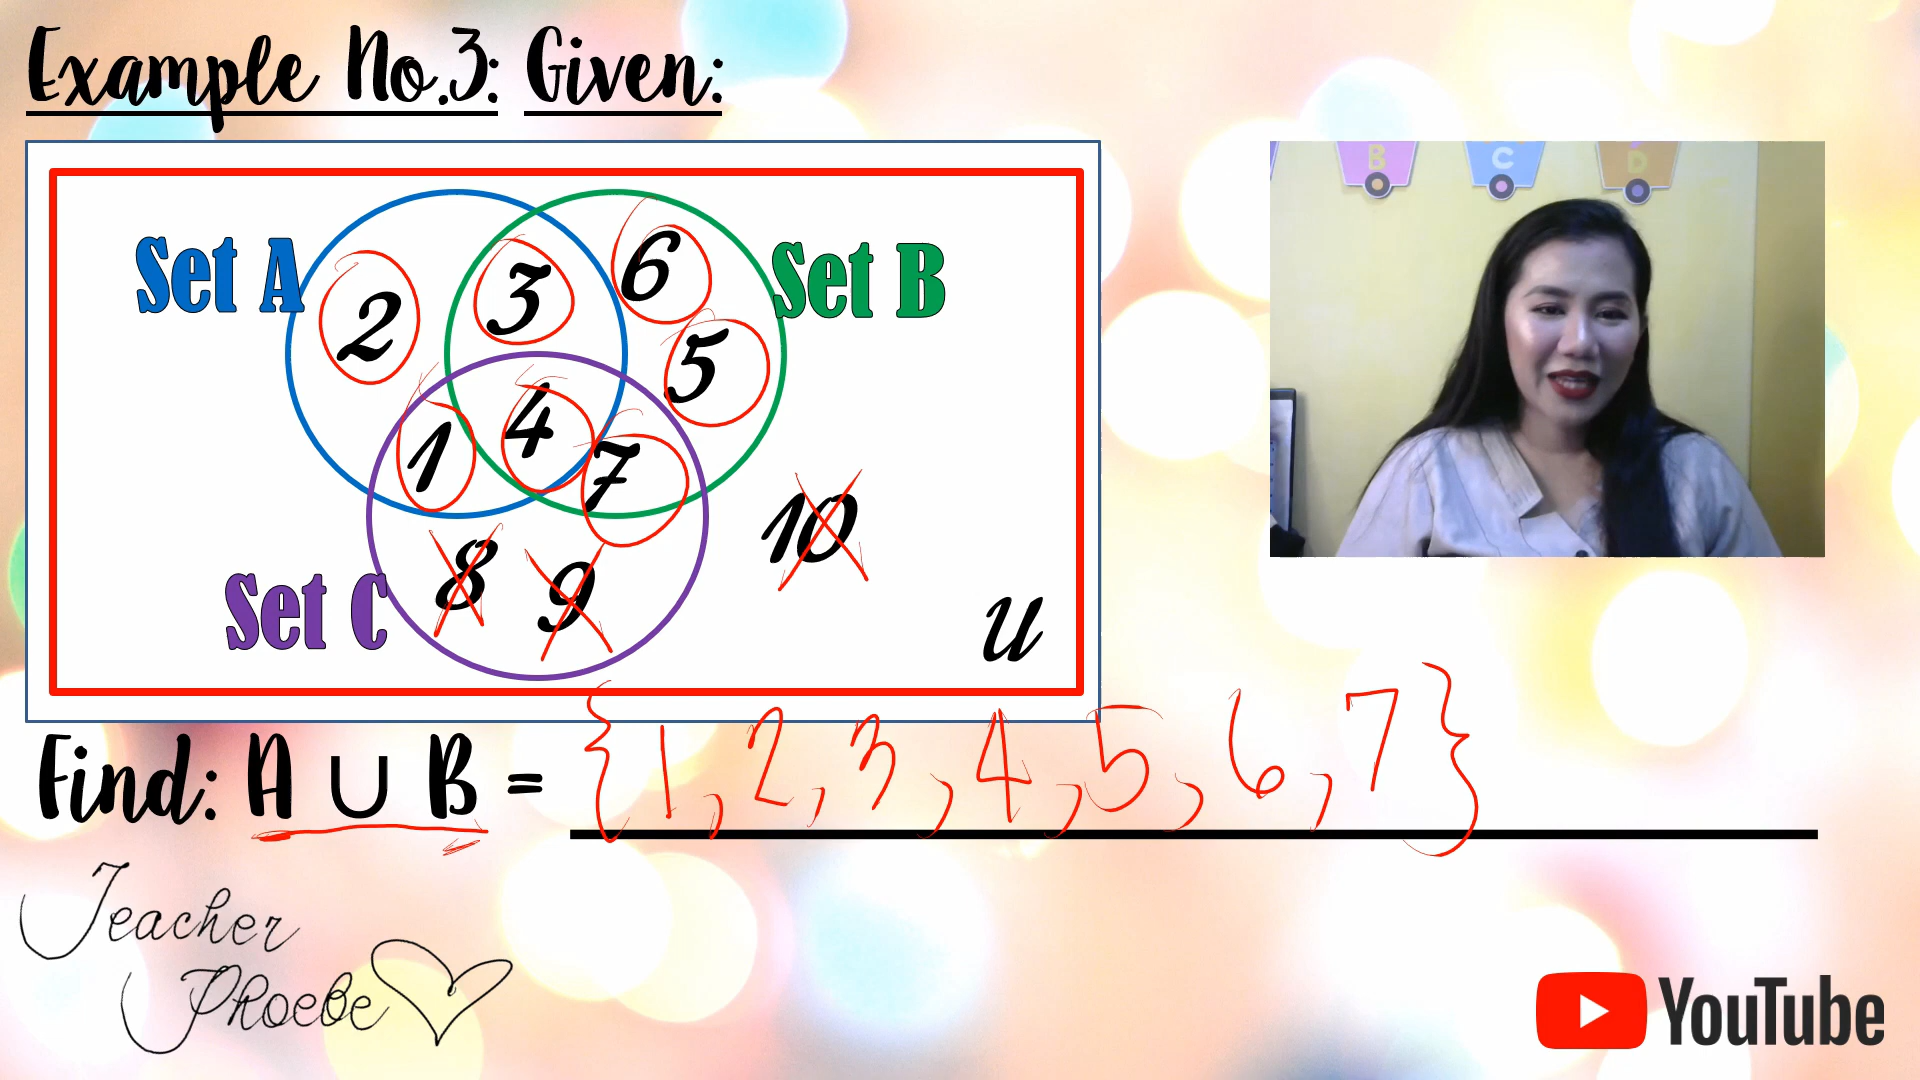 Example No.3: Given:
B C D
Set A 2 3 6 Set B
5
1 4 7
10
8 9
Set C
U
Find: A ∪ B = {1, 2, 3, 4, 5, 6, 7}
Teacher
Phoebe
YouTube